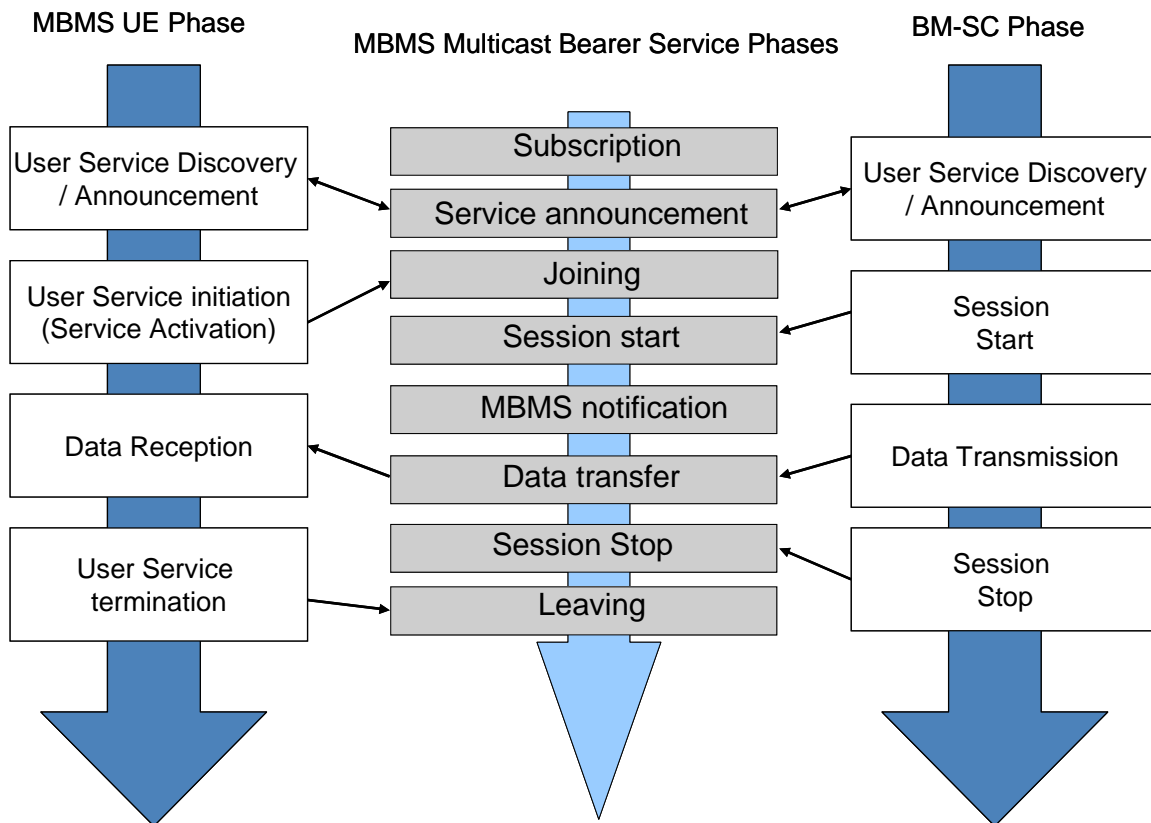 MBMS UE Phase
MBMS Multicast Bearer Service Phases
BM-SC Phase
User Service Discovery
/ Announcement
User Service initiation
(Service Activation)
Data Reception
User Service
termination
Subscription
Service announcement
Joining
Session start
MBMS notification
Data transfer
Session Stop
Leaving
User Service Discovery
/ Announcement
Session
Start
Data Transmission
Session
Stop